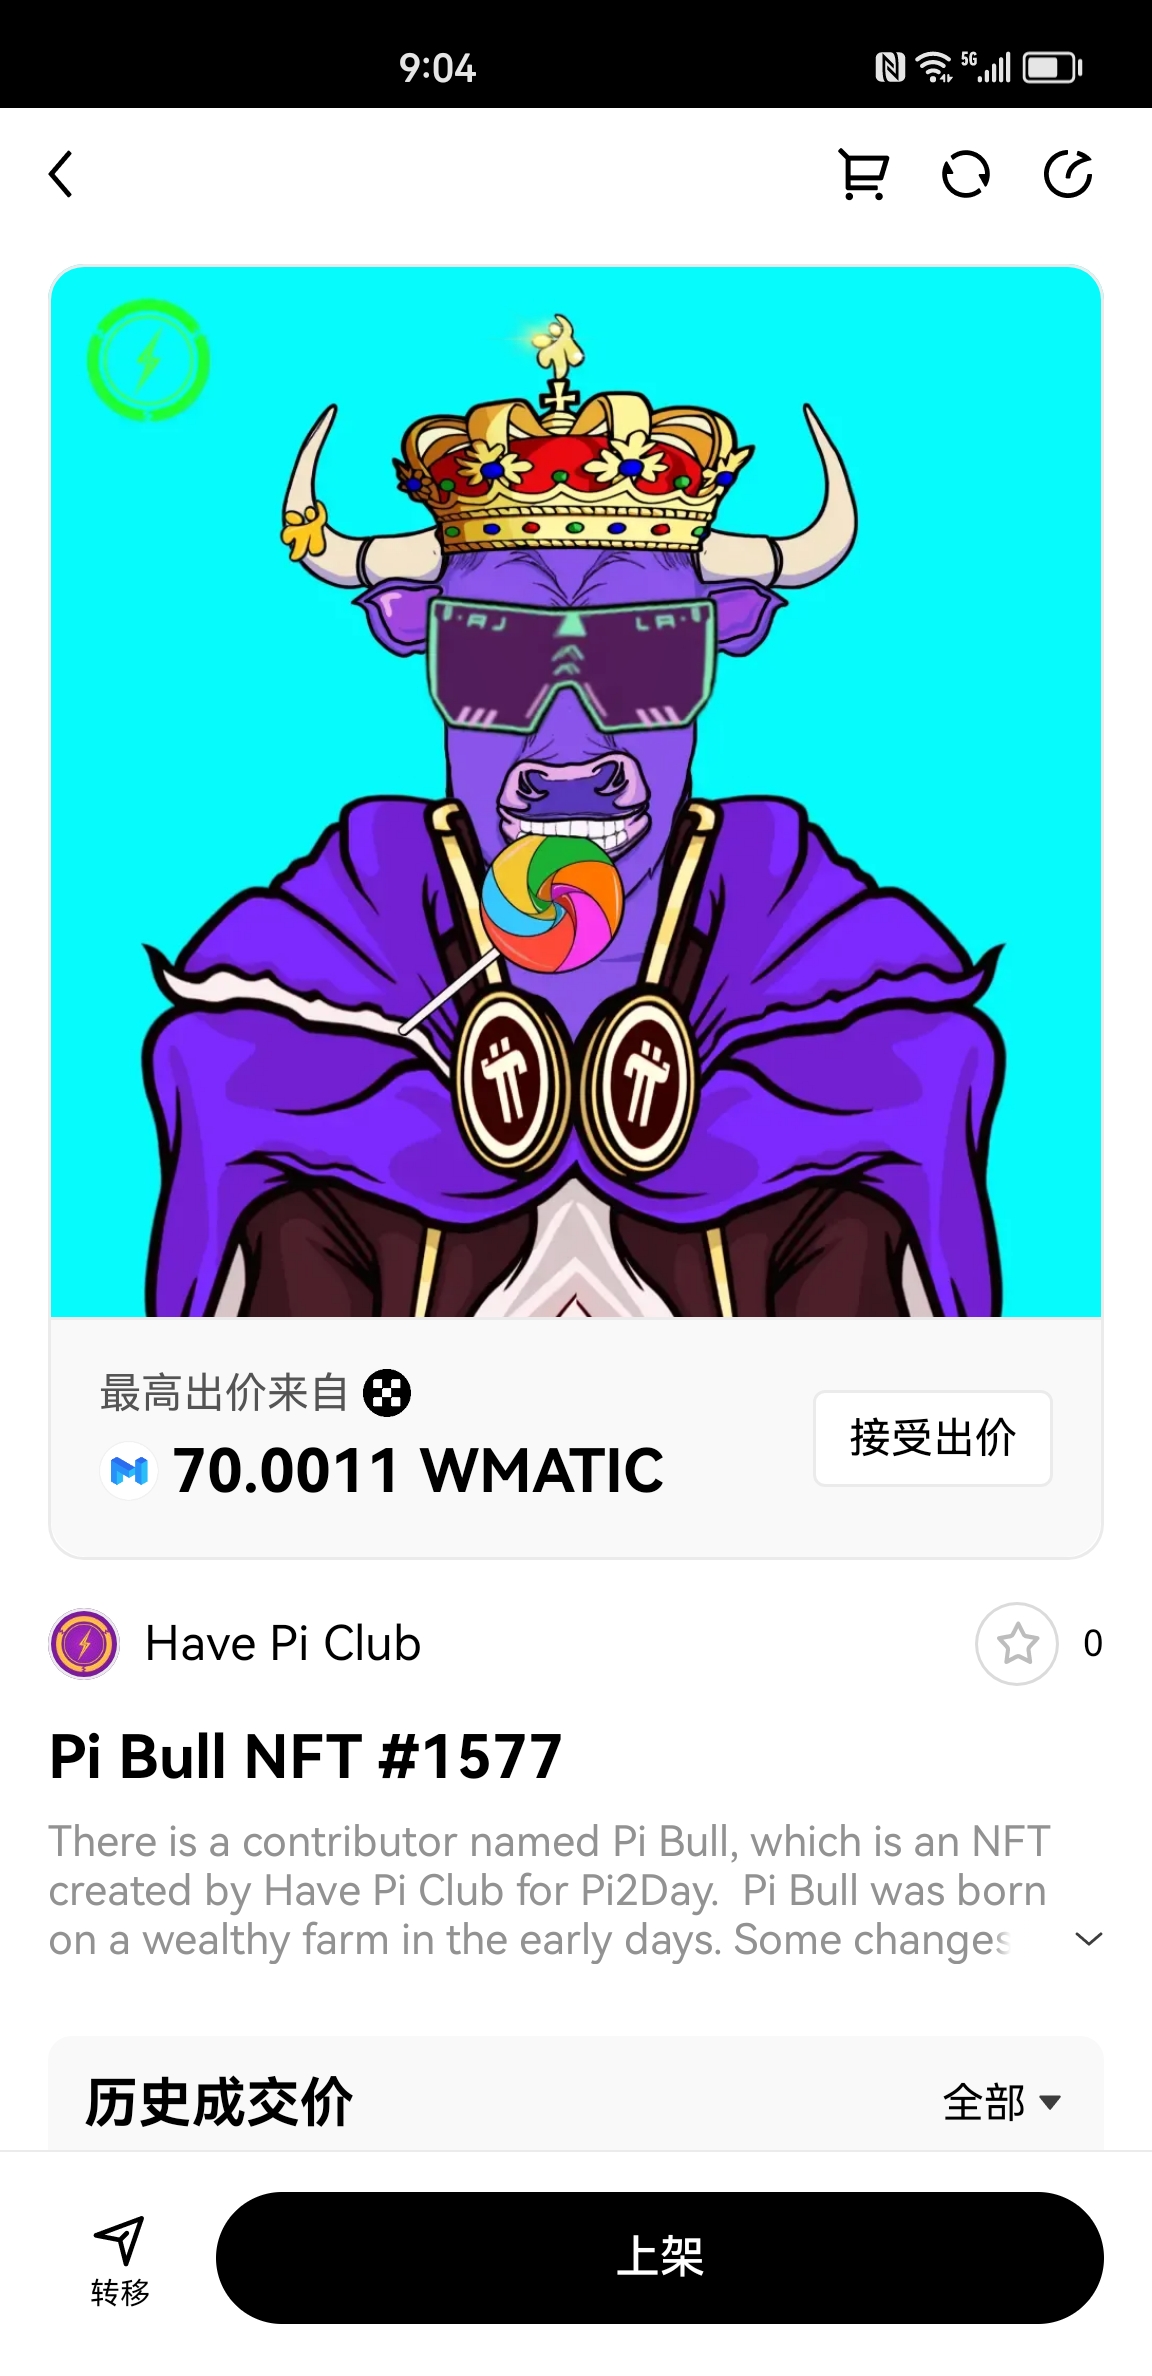 9:04
5G
最高出价来自
70.0011 WMATIC
接受出价
Have Pi Club
0
Pi Bull NFT #1577
There is a contributor named Pi Bull, which is an NFT
created by Have Pi Club for Pi2Day. Pi Bull was born
on a wealthy farm in the early days. Some changes
历史成交价
全部
上架
转移